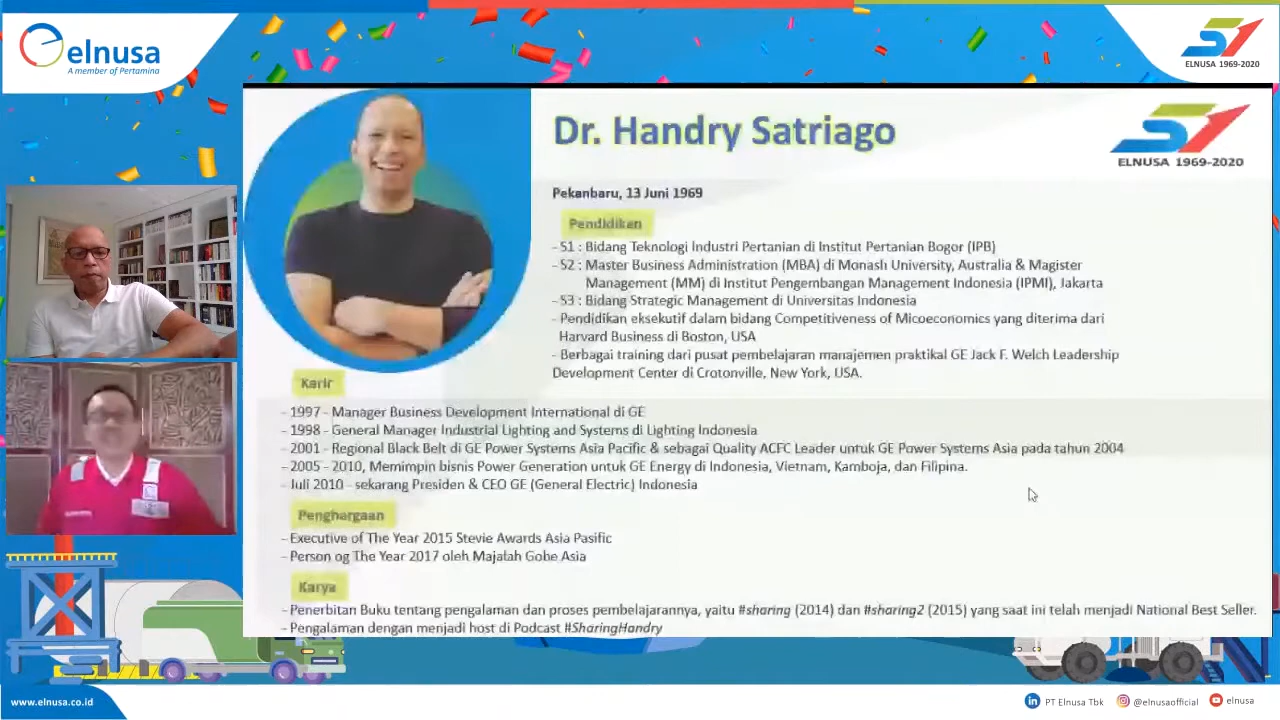 elnusa
A member of Pertamina
51
ELNUSA 1969-2020
Dr. Handry Satriago
51
ELNUSA 1969-2020
Pekanbaru, 13 Juni 1969
Pendidikan
- S1 : Bidang Teknologi Industri Pertanian di Institut Pertanian Bogor (IPB)
- S2 : Master Business Administration (MBA) di Monash University, Australia & Magister
Management (MM) di Institut Pengembangan Management Indonesia (IPMI), Jakarta
- S3 : Bidang Strategic Management di Universitas Indonesia
- Pendidikan eksekutif dalam bidang Competitiveness of Micoeconomics yang diterima dari
Harvard Business di Boston, USA
- Berbagai training dari pusat pembelajaran manajemen praktikal GE Jack F. Welch Leadership
Development Center di Crotonville, New York, USA.
Karir
- 1997 - Manager Business Development International di GE
- 1998 - General Manager Industrial Lighting and Systems di Lighting Indonesia
- 2001 - Regional Black Belt di GE Power Systems Asia Pacific & sebagai Quality ACFC Leader untuk GE Power Systems Asia pada tahun 2004
- 2005 - 2010, Memimpin bisnis Power Generation untuk GE Energy di Indonesia, Vietnam, Kamboja, dan Filipina.
- Juli 2010 - sekarang Presiden & CEO GE (General Electric) Indonesia
Penghargaan
- Executive of The Year 2015 Stevie Awards Asia Pasific
- Person og The Year 2017 oleh Majalah Gobe Asia
Karya
- Penerbitan Buku tentang pengalaman dan proses pembelajarannya, yaitu #sharing (2014) dan #sharing2 (2015) yang saat ini telah menjadi National Best Seller.
- Pengalaman dengan menjadi host di Podcast #SharingHandry
www.elnusa.co.id
PT Elnusa Tbk
@elnusaofficial
elnusa